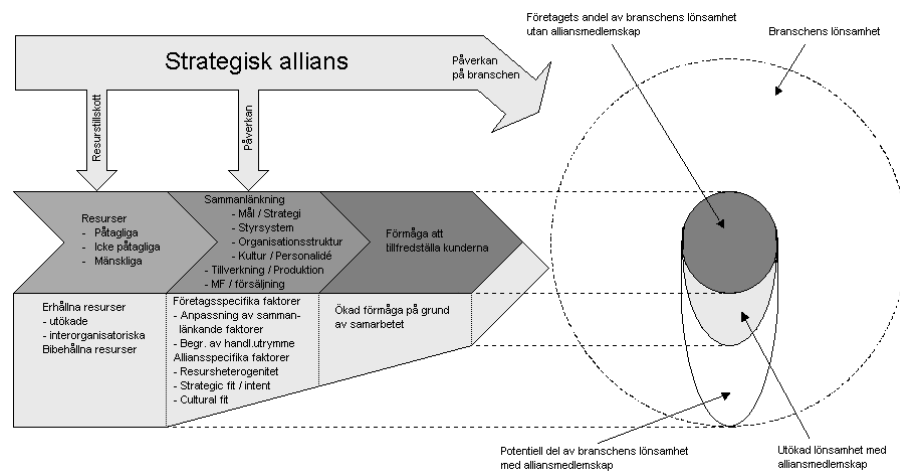 Strategisk allians
Påverkan
på branschen
Resurstillskott
Påverkan
Resurser
- Påtagliga
- Icke påtagliga
- Mänskliga
Sammanlänkning
- Mål / Strategi
- Styrsystem
- Organisationsstruktur
- Kultur / Personalidé
- Tillverkning / Produktion
- MF / försäljning
Förmåga att
tillfredställa kunderna
Erhållna resurser
- utökade
- interorganisatoriska
Bibehållna resurser
Företagsspecifika faktorer
- Anpassning av samman-
länkande faktorer
- Begr. av handl.utrymme
Alliansspecifika faktorer
- Resursheterogenitet
- Strategic fit / intent
- Cultural fit
Ökad förmåga på grund
av samarbetet
Företagets andel av branschens lönsamhet
utan alliansmedlemskap
Branschens lönsamhet
Potentiell del av branschens lönsamhet
med alliansmedlemskap
Utökad lönsamhet med
alliansmedlemskap